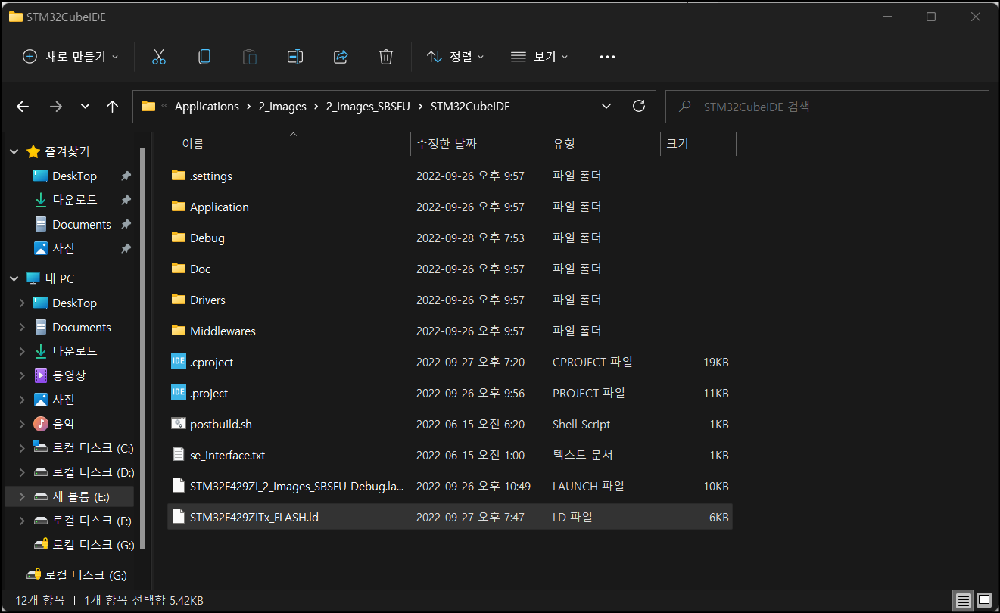 STM32CubeIDE
새로 만들기 정렬 보기
Applications 2_Images 2_Images_SBSFU STM32CubeIDE STM32CubeIDE 검색
이름 수정한 날짜 유형 크기
즐겨찾기
DeskTop
다운로드
Documents
사진
내 PC
DeskTop
Documents
다운로드
동영상
사진
음악
로컬 디스크 (C:)
로컬 디스크 (D:)
새 볼륨 (E:)
로컬 디스크 (F:)
로컬 디스크 (G:)
로컬 디스크 (G:)
.settings 2022-09-26 오후 9:57 파일 폴더
Application 2022-09-26 오후 9:57 파일 폴더
Debug 2022-09-28 오후 7:53 파일 폴더
Doc 2022-09-26 오후 9:57 파일 폴더
Drivers 2022-09-26 오후 9:57 파일 폴더
Middlewares 2022-09-26 오후 9:57 파일 폴더
IDE .cproject 2022-09-27 오후 7:20 CPROJECT 파일 19KB
IDE .project 2022-09-26 오후 9:56 PROJECT 파일 11KB
postbuild.sh 2022-06-15 오전 6:20 Shell Script 1KB
se_interface.txt 2022-06-15 오전 1:00 텍스트 문서 1KB
STM32F429ZI_2_Images_SBSFU Debug.la... 2022-09-26 오후 10:49 LAUNCH 파일 10KB
STM32F429ZITx_FLASH.ld 2022-09-27 오후 7:47 LD 파일 6KB
12개 항목 | 1개 항목 선택함 5.42KB |